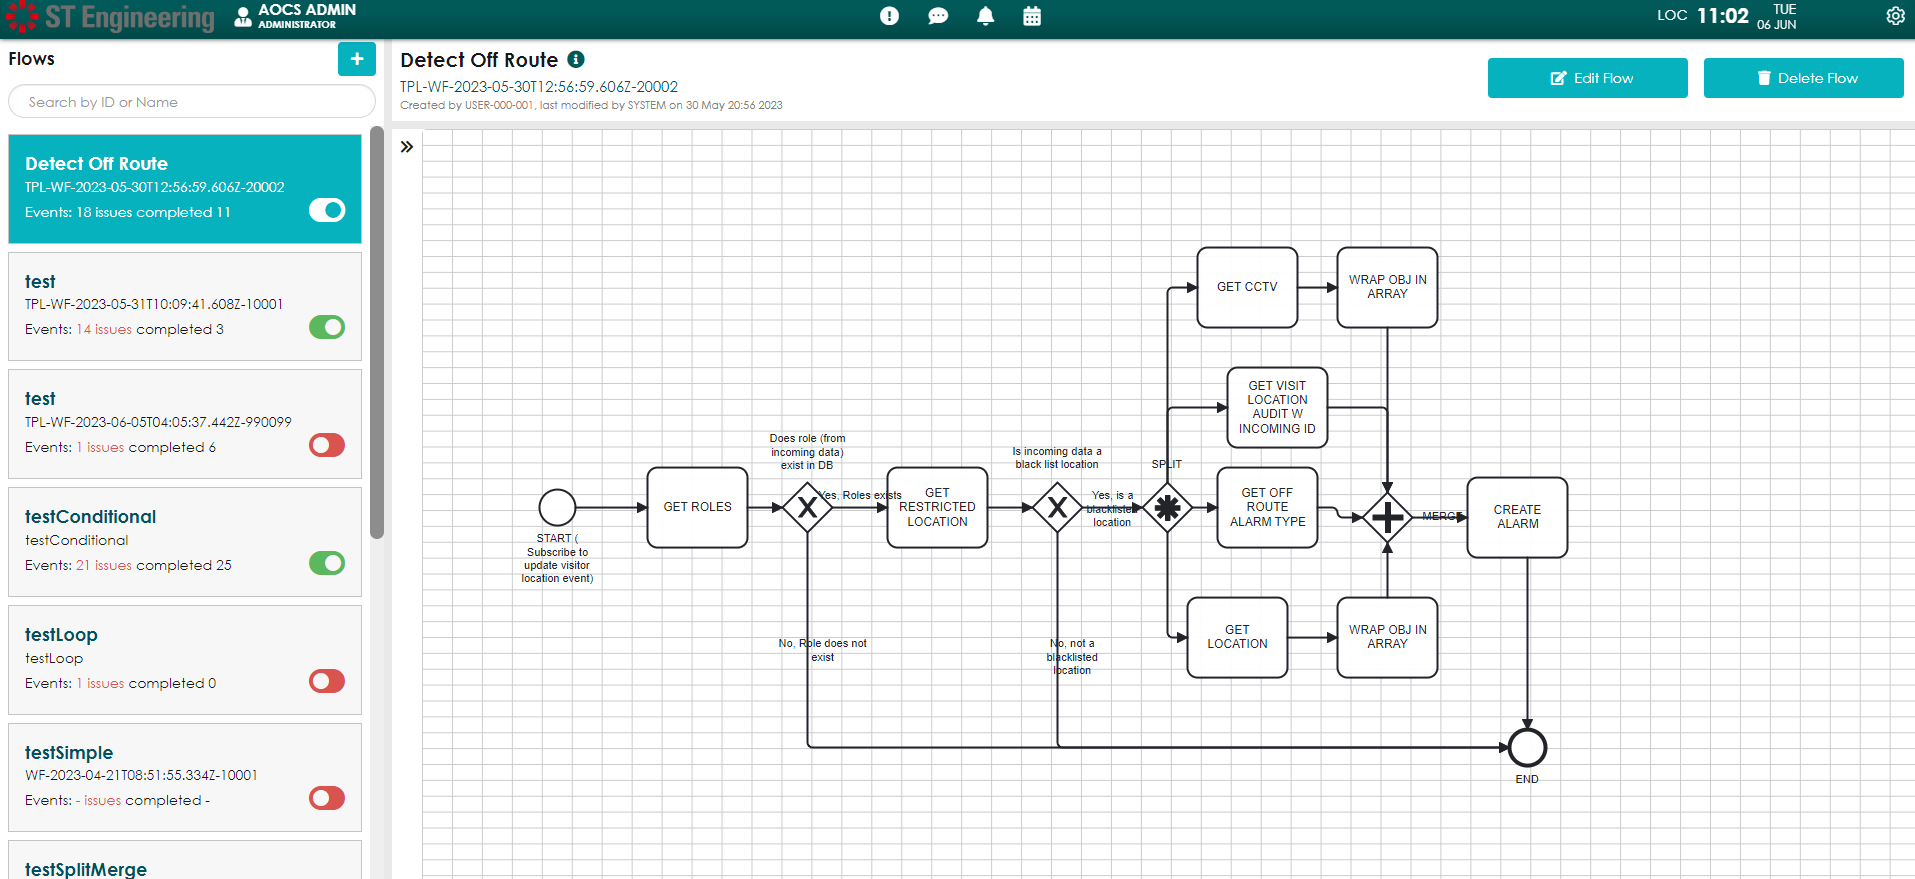 ST Engineering
AOCS ADMIN
ADMINISTRATOR
LOC 11:02 TUE
06 JUN
Flows
+
Search by ID or Name
Detect Off Route
TPL-WF-2023-05-30T12:56:59.606Z-20002
Events: 18 issues completed 11
test
TPL-WF-2023-05-31T10:09:41.608Z-10001
Events: 14 issues completed 3
test
TPL-WF-2023-06-05T04:05:37.442Z-990099
Events: 1 issues completed 6
testConditional
testConditional
Events: 21 issues completed 25
testLoop
testLoop
Events: 1 issues completed 0
testSimple
WF-2023-04-21T08:51:55.334Z-10001
Events: - issues completed -
testSplitMerge
Detect Off Route
TPL-WF-2023-05-30T12:56:59.606Z-20002
Created by USER-000-001, last modified by SYSTEM on 30 May 20:56 2023
Edit Flow
Delete Flow
START (
Subscribe to
update visitor
location event)
GET ROLES
Does role (from
incoming data)
exist in DB
Yes, Roles exists
No, Role does not
exist
GET
RESTRICTED
LOCATION
Is incoming data a
black list location
Yes, is a
blacklisted
location
No, not a
blacklisted
location
SPLIT
GET CCTV
WRAP OBJ IN
ARRAY
GET VISIT
LOCATION
AUDIT W
INCOMING ID
GET OFF
ROUTE
ALARM TYPE
GET
LOCATION
WRAP OBJ IN
ARRAY
MERGE
CREATE
ALARM
END